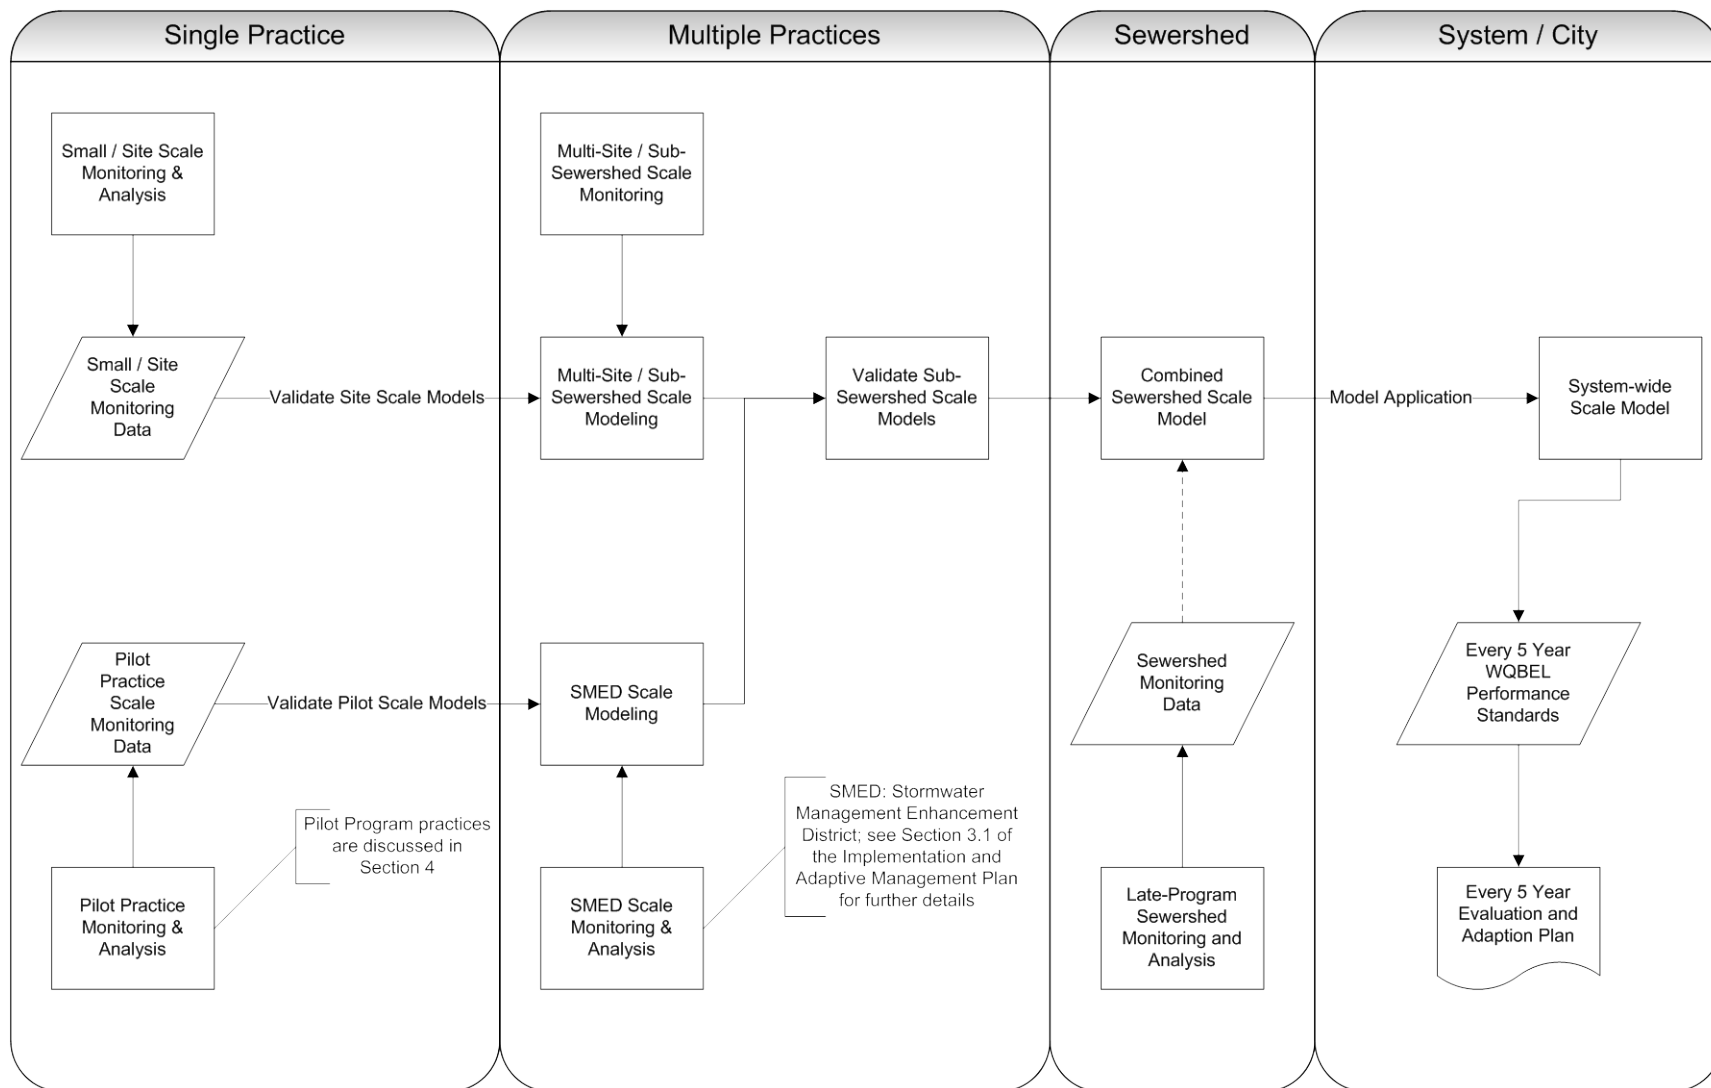 Single Practice
Multiple Practices
Sewershed
System / City
Small / Site Scale
Monitoring &
Analysis
Multi-Site / Sub-
Sewershed Scale
Monitoring
Small / Site
Scale
Monitoring
Data
Validate Site Scale Models
Multi-Site / Sub-
Sewershed Scale
Modeling
Validate Sub-
Sewershed Scale
Models
Combined
Sewershed Scale
Model
Model Application
System-wide
Scale Model
Pilot
Practice
Scale
Monitoring
Data
Validate Pilot Scale Models
SMED Scale
Modeling
Sewershed
Monitoring
Data
Every 5 Year
WQBEL
Performance
Standards
Pilot Program practices
are discussed in
Section 4
SMED: Stormwater
Management Enhancement
District; see Section 3.1 of
the Implementation and
Adaptive Management Plan
for further details
Pilot Practice
Monitoring &
Analysis
SMED Scale
Monitoring &
Analysis
Late-Program
Sewershed
Monitoring and
Analysis
Every 5 Year
Evaluation and
Adaption Plan